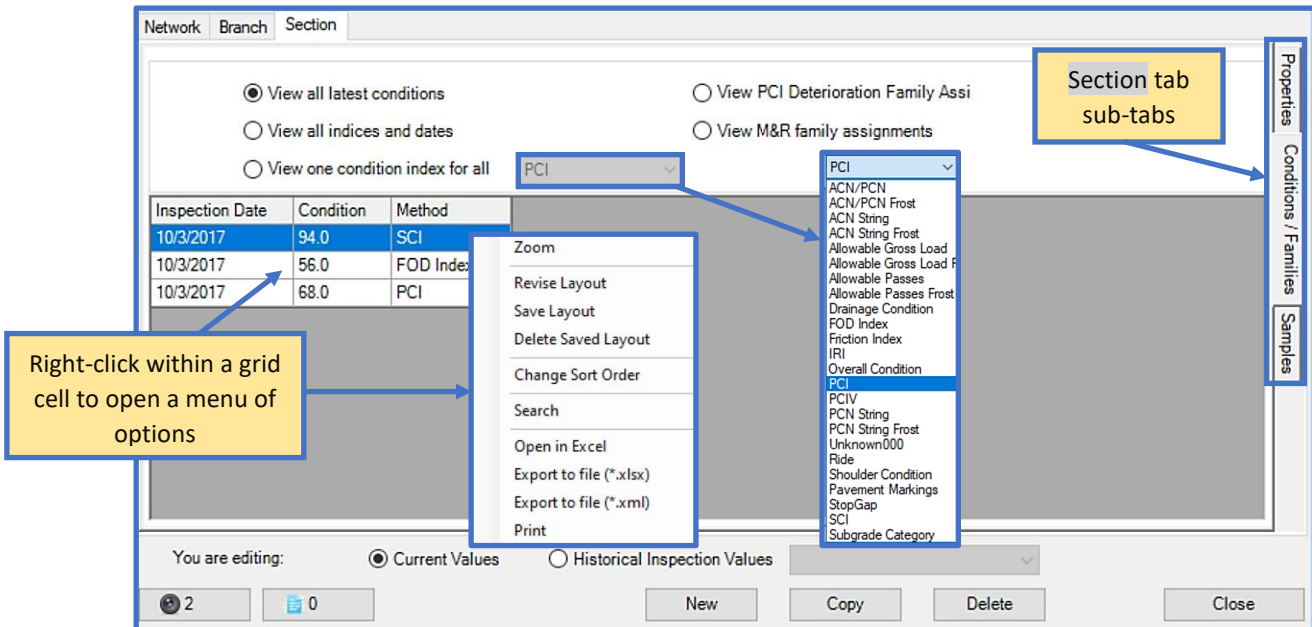 Network Branch Section
View all latest conditions
View PCI Deterioration Family Assi
View all indices and dates
View M&R family assignments
View one condition index for all
PCI
Section tab
sub-tabs
Properties
Conditions / Families
Samples
Inspection Date Condition Method
10/3/2017 94.0 SCI
10/3/2017 56.0 FOD Index
10/3/2017 68.0 PCI
Right-click within a grid
cell to open a menu of
options
Zoom
Revise Layout
Save Layout
Delete Saved Layout
Change Sort Order
Search
Open in Excel
Export to file (*.xlsx)
Export to file (*.xml)
Print
PCI
ACN/PCN
ACN/PCN Frost
ACN String
ACN String Frost
Allowable Gross Load
Allowable Gross Load F
Allowable Passes
Allowable Passes Frost
Drainage Condition
FOD Index
Friction Index
IRI
Overall Condition
PCI
PCIV
PCN String
PCN String Frost
Unknown000
Ride
Shoulder Condition
Pavement Markings
StopGap
SCI
Subgrade Category
You are editing: Current Values Historical Inspection Values
2 0 New Copy Delete Close